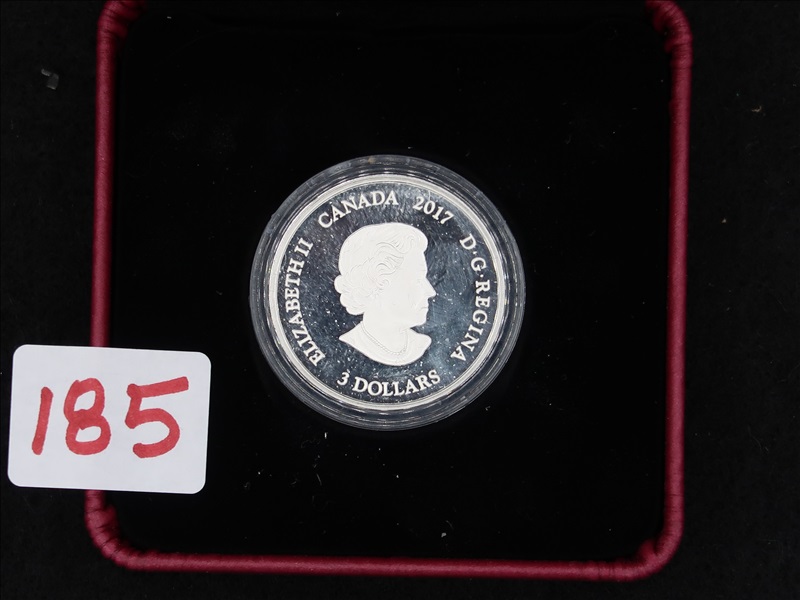 ELIZABETH II CANADA 2017 D·G·REGINA
3 DOLLARS
185